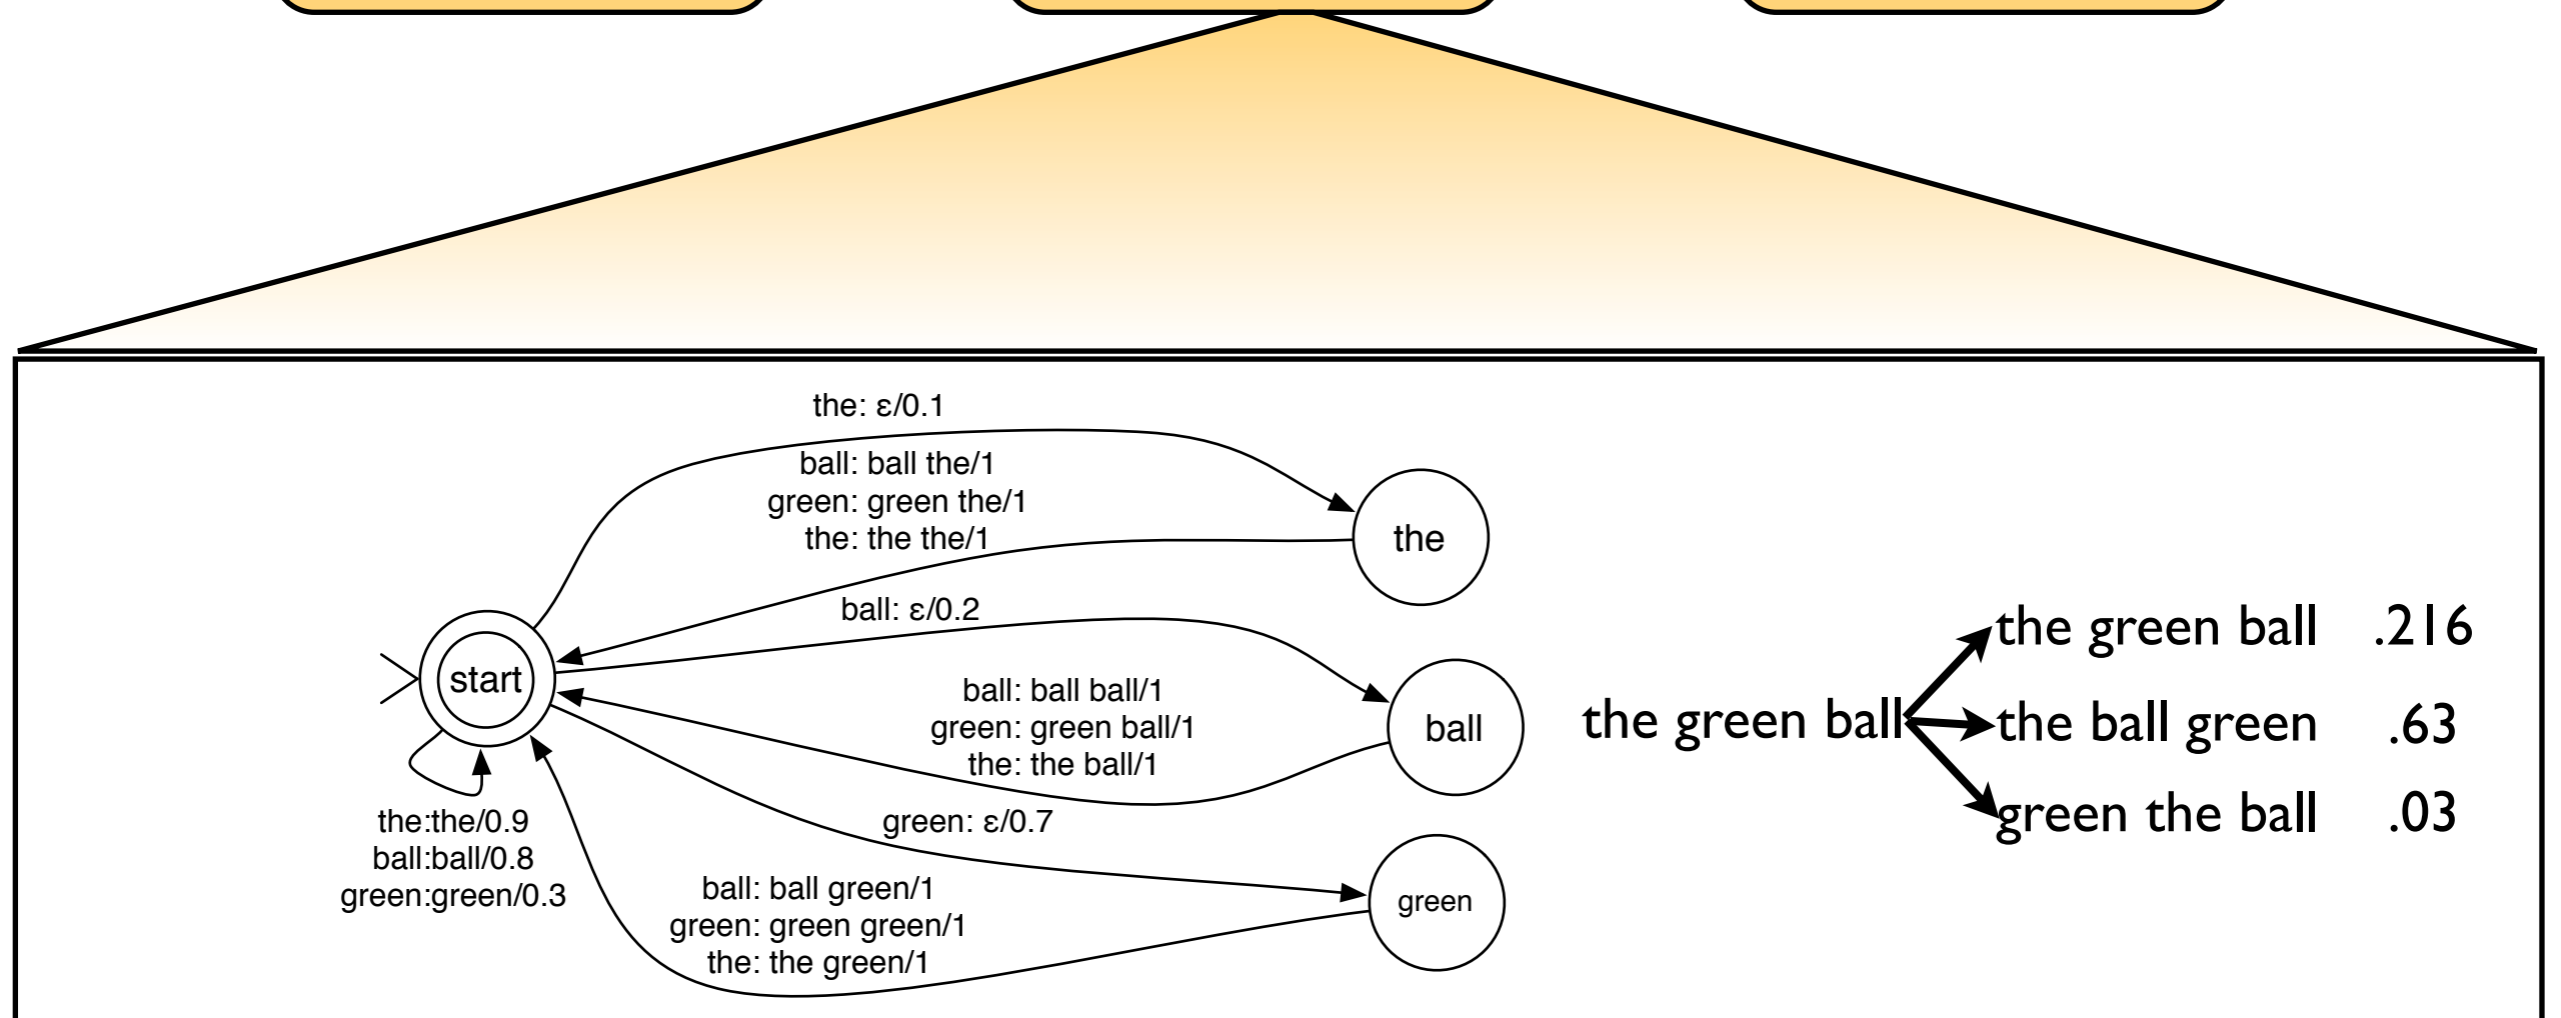 the: ε/0.1
ball: ball the/1
green: green the/1
the: the the/1
the
ball: ε/0.2
start
ball: ball ball/1
green: green ball/1
the: the ball/1
ball
green: ε/0.7
the:the/0.9
ball:ball/0.8
green:green/0.3
ball: ball green/1
green: green green/1
the: the green/1
green
the green ball
the green ball .216
the ball green .63
green the ball .03